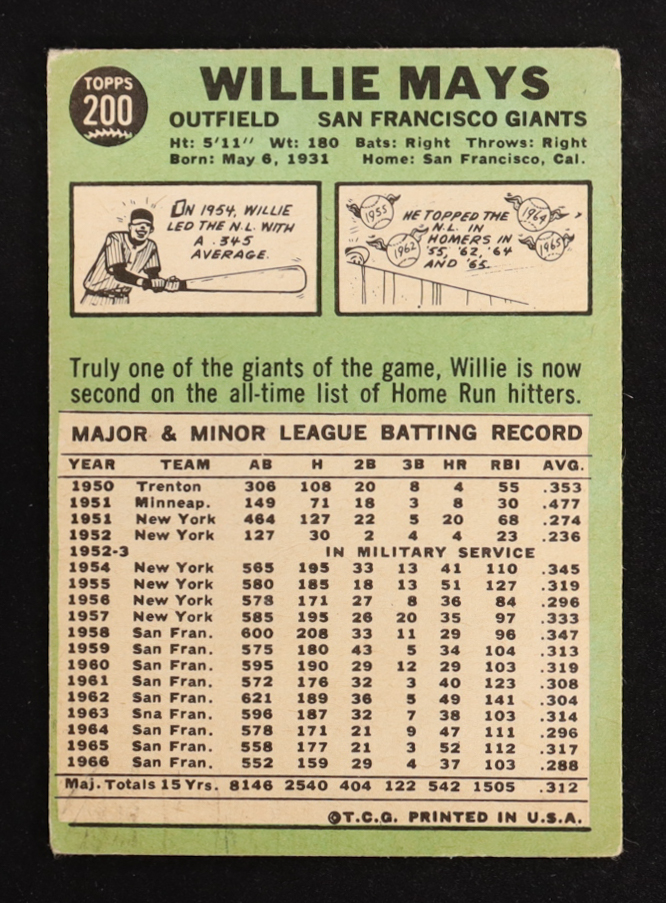 TOPPS
200
WILLIE MAYS
OUTFIELD SAN FRANCISCO GIANTS
Ht: 5'11" Wt: 180 Bats: Right Throws: Right
Born: May 6, 1931 Home: San Francisco, Cal.
ON 1954, WILLIE
LED THE N.L. WITH
A .345
AVERAGE.
1955
1962
1964
1965
HE TOPPED THE
N.L. IN
HOMERS IN
'55, '62, '64
AND '65.
Truly one of the giants of the game, Willie is now
second on the all-time list of Home Run hitters.
MAJOR & MINOR LEAGUE BATTING RECORD
YEAR TEAM AB H 2B 3B HR RBI AVG.
1950 Trenton 306 108 20 8 4 55 .353
1951 Minneap. 149 71 18 3 8 30 .477
1951 New York 464 127 22 5 20 68 .274
1952 New York 127 30 2 4 4 23 .236
1952-3 IN MILITARY SERVICE
1954 New York 565 195 33 13 41 110 .345
1955 New York 580 185 18 13 51 127 .319
1956 New York 578 171 27 8 36 84 .296
1957 New York 585 195 26 20 35 97 .333
1958 San Fran. 600 208 33 11 29 96 .347
1959 San Fran. 575 180 43 5 34 104 .313
1960 San Fran. 595 190 29 12 29 103 .319
1961 San Fran. 572 176 32 3 40 123 .308
1962 San Fran. 621 189 36 5 49 141 .304
1963 Sna Fran. 596 187 32 7 38 103 .314
1964 San Fran. 578 171 21 9 47 111 .296
1965 San Fran. 558 177 21 3 52 112 .317
1966 San Fran. 552 159 29 4 37 103 .288
Maj. Totals 15 Yrs. 8146 2540 404 122 542 1505 .312
©T.C.G. PRINTED IN U.S.A.